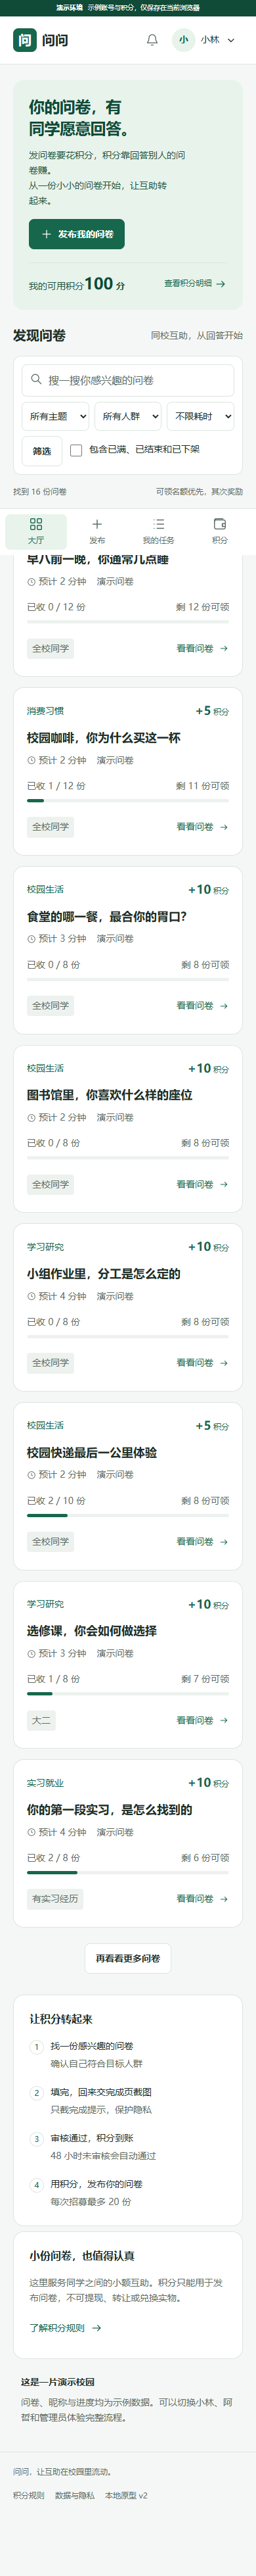 演示环境 示例账号与积分，仅保存在当前浏览器
问 问问 小 小林
你的问卷，有
同学愿意回答。
发问卷要花积分，积分靠回答别人的问
卷赚。
从一份小小的问卷开始，让互助转
起来。
发布我的问卷
我的可用积分100 分 查看积分明细
发现问卷 同校互助，从回答开始
搜一搜你感兴趣的问卷
所有主题 所有人群 不限耗时
筛选 包含已满、已结束和已下架
找到 16 份问卷 可领名额优先，其次奖励
大厅 发布 我的任务 积分
早八前一晚，你通常几点睡
预计 2 分钟 演示问卷
已收 0 / 12 份 剩 12 份可领
全校同学 看看问卷 →
消费习惯 +5 积分
校园咖啡，你为什么买这一杯
预计 2 分钟 演示问卷
已收 1 / 12 份 剩 11 份可领
全校同学 看看问卷 →
校园生活 +10 积分
食堂的哪一餐，最合你的胃口？
预计 3 分钟 演示问卷
已收 0 / 8 份 剩 8 份可领
全校同学 看看问卷 →
校园生活 +10 积分
图书馆里，你喜欢什么样的座位
预计 2 分钟 演示问卷
已收 0 / 8 份 剩 8 份可领
全校同学 看看问卷 →
学习研究 +10 积分
小组作业里，分工是怎么定的
预计 4 分钟 演示问卷
已收 0 / 8 份 剩 8 份可领
全校同学 看看问卷 →
校园生活 +5 积分
校园快递最后一公里体验
预计 2 分钟 演示问卷
已收 2 / 10 份 剩 8 份可领
全校同学 看看问卷 →
学习研究 +10 积分
选修课，你会如何做选择
预计 3 分钟 演示问卷
已收 1 / 8 份 剩 7 份可领
大二 看看问卷 →
实习就业 +10 积分
你的第一段实习，是怎么找到的
预计 4 分钟 演示问卷
已收 2 / 8 份 剩 6 份可领
有实习经历 看看问卷 →
再看看更多问卷
让积分转起来
1 找一份感兴趣的问卷
确认自己符合目标人群
2 填完，回来交完成页截图
只截完成提示，保护隐私
3 审核通过，积分到账
48 小时未审核会自动通过
4 用积分，发布你的问卷
每次招募最多 20 份
小份问卷，也值得认真
这里服务同学之间的小额互助。积分只能用于发
布问卷，不可提现、转让或兑换实物。
了解积分规则 →
这是一片演示校园
问卷、昵称与进度均为示例数据。可以切换小林、阿
哲和管理员体验完整流程。
问问，让互助在校园里流动。
积分规则 数据与隐私 本地原型 v2